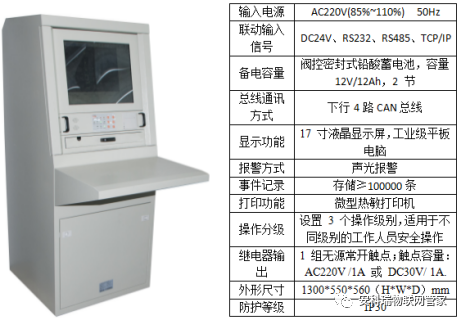 输入电源 AC220V(85%~110%) 50Hz
联动输入 DC24V、RS232、RS485、TCP/IP
信号
备电容量 阀控密封式铅酸蓄电池，容量
12V/12Ah，2 节
总线通讯 下行 4 路 CAN 总线
方式
显示功能 17 寸液晶显示屏，工业级平板
电脑
报警方式 声光报警
事件记录 存储≥100000 条
打印功能 微型热敏打印机
操作分级 设置 3 个操作级别，适用于不
同级别的工作人员安全操作
继电器输 1 组无源常开触点；触点容量：
出 AC220V /1A 或 DC30V/ 1A.
外形尺寸 1300*550*560（H*W*D）mm
防护等级 IP30
安科瑞物联网管家